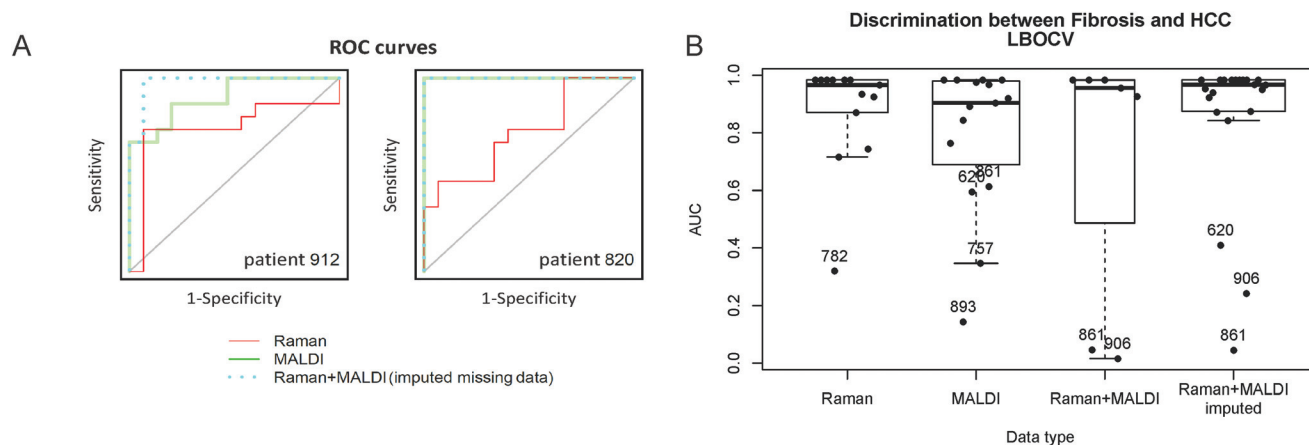 A
ROC curves
Sensitivity
patient 912
1-Specificity
Sensitivity
patient 820
1-Specificity
Raman
MALDI
Raman+MALDI (imputed missing data)
B
Discrimination between Fibrosis and HCC
LBOCV
AUC
1.0
0.8
0.6
0.4
0.2
0.0
782
620
861
757
893
861
906
620
906
861
Raman
MALDI
Raman+MALDI
Raman+MALDI
imputed
Data type